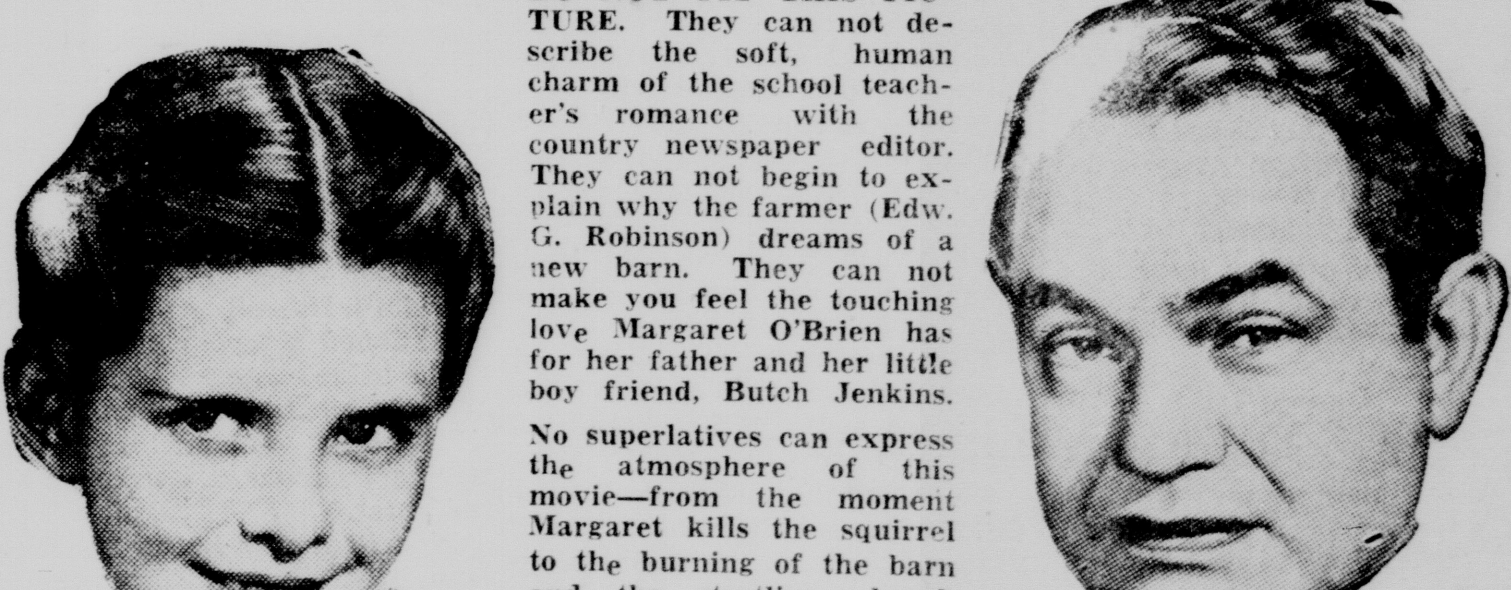 TURE. They can not de-
scribe the soft, human
charm of the school teach-
er's romance with the
country newspaper editor.
They can not begin to ex-
plain why the farmer (Edw.
G. Robinson) dreams of a
new barn. They can not
make you feel the touching
love Margaret O'Brien has
for her father and her little
boy friend, Butch Jenkins.
No superlatives can express
the atmosphere of this
movie—from the moment
Margaret kills the squirrel
to the burning of the barn